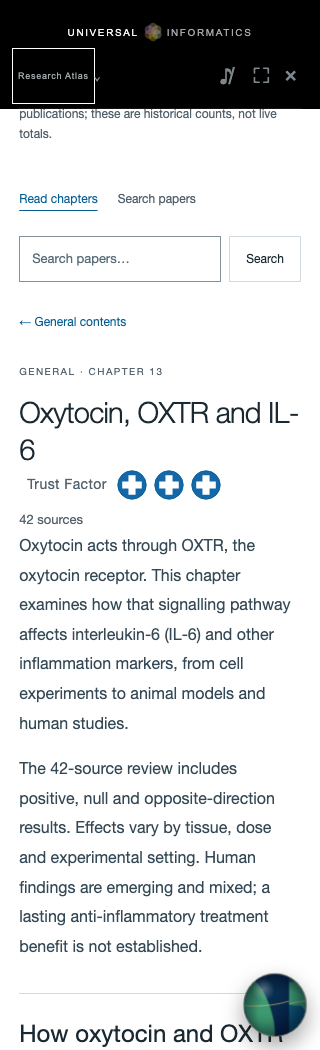 UNIVERSAL INFORMATICS
Research Atlas
publications; these are historical counts, not live
totals.
Read chapters Search papers
Search papers... Search
← General contents
GENERAL · CHAPTER 13
Oxytocin, OXTR and IL-
6
Trust Factor
42 sources
Oxytocin acts through OXTR, the
oxytocin receptor. This chapter
examines how that signalling pathway
affects interleukin-6 (IL-6) and other
inflammation markers, from cell
experiments to animal models and
human studies.
The 42-source review includes
positive, null and opposite-direction
results. Effects vary by tissue, dose
and experimental setting. Human
findings are emerging and mixed; a
lasting anti-inflammatory treatment
benefit is not established.
How oxytocin and OXTR